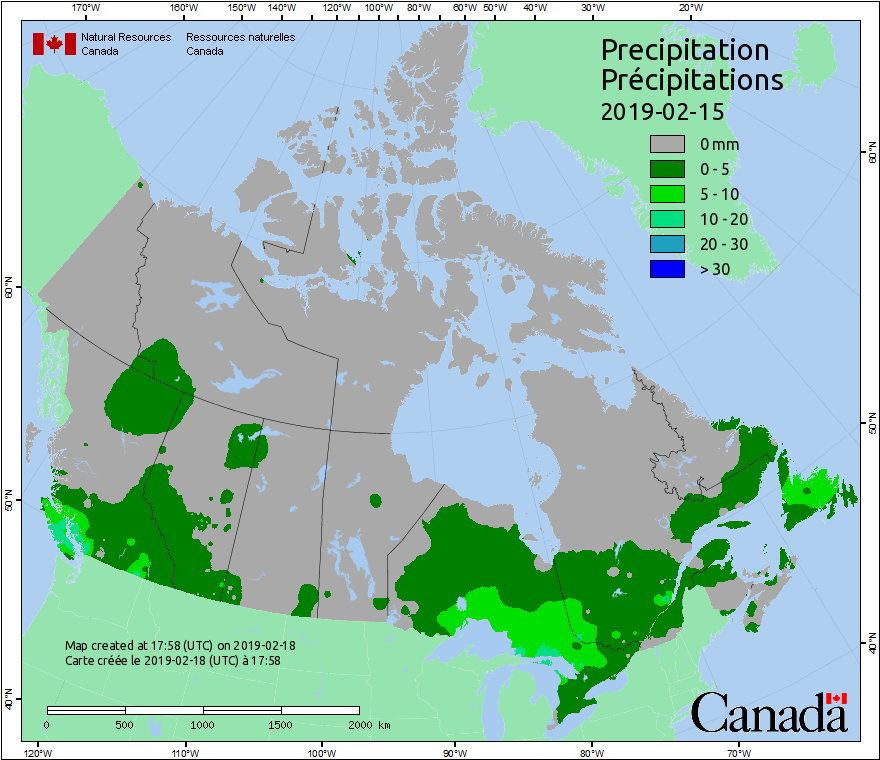 170°W 160°W 150°W 140°W 120°W 100°W 80°W 60°W 50°W 40°W 30°W 20°W
Natural Resources Ressources naturelles
Canada Canada
Precipitation
Précipitations
2019-02-15
0 mm
0 - 5
5 - 10
10 - 20
20 - 30
> 30
60°N 60°N
50°N 50°N
40°N 40°N
Map created at 17:58 (UTC) on 2019-02-18
Carte créée le 2019-02-18 (UTC) à 17:58
0 500 1000 1500 2000 km
Canada
120°W 110°W 100°W 90°W 80°W 70°W